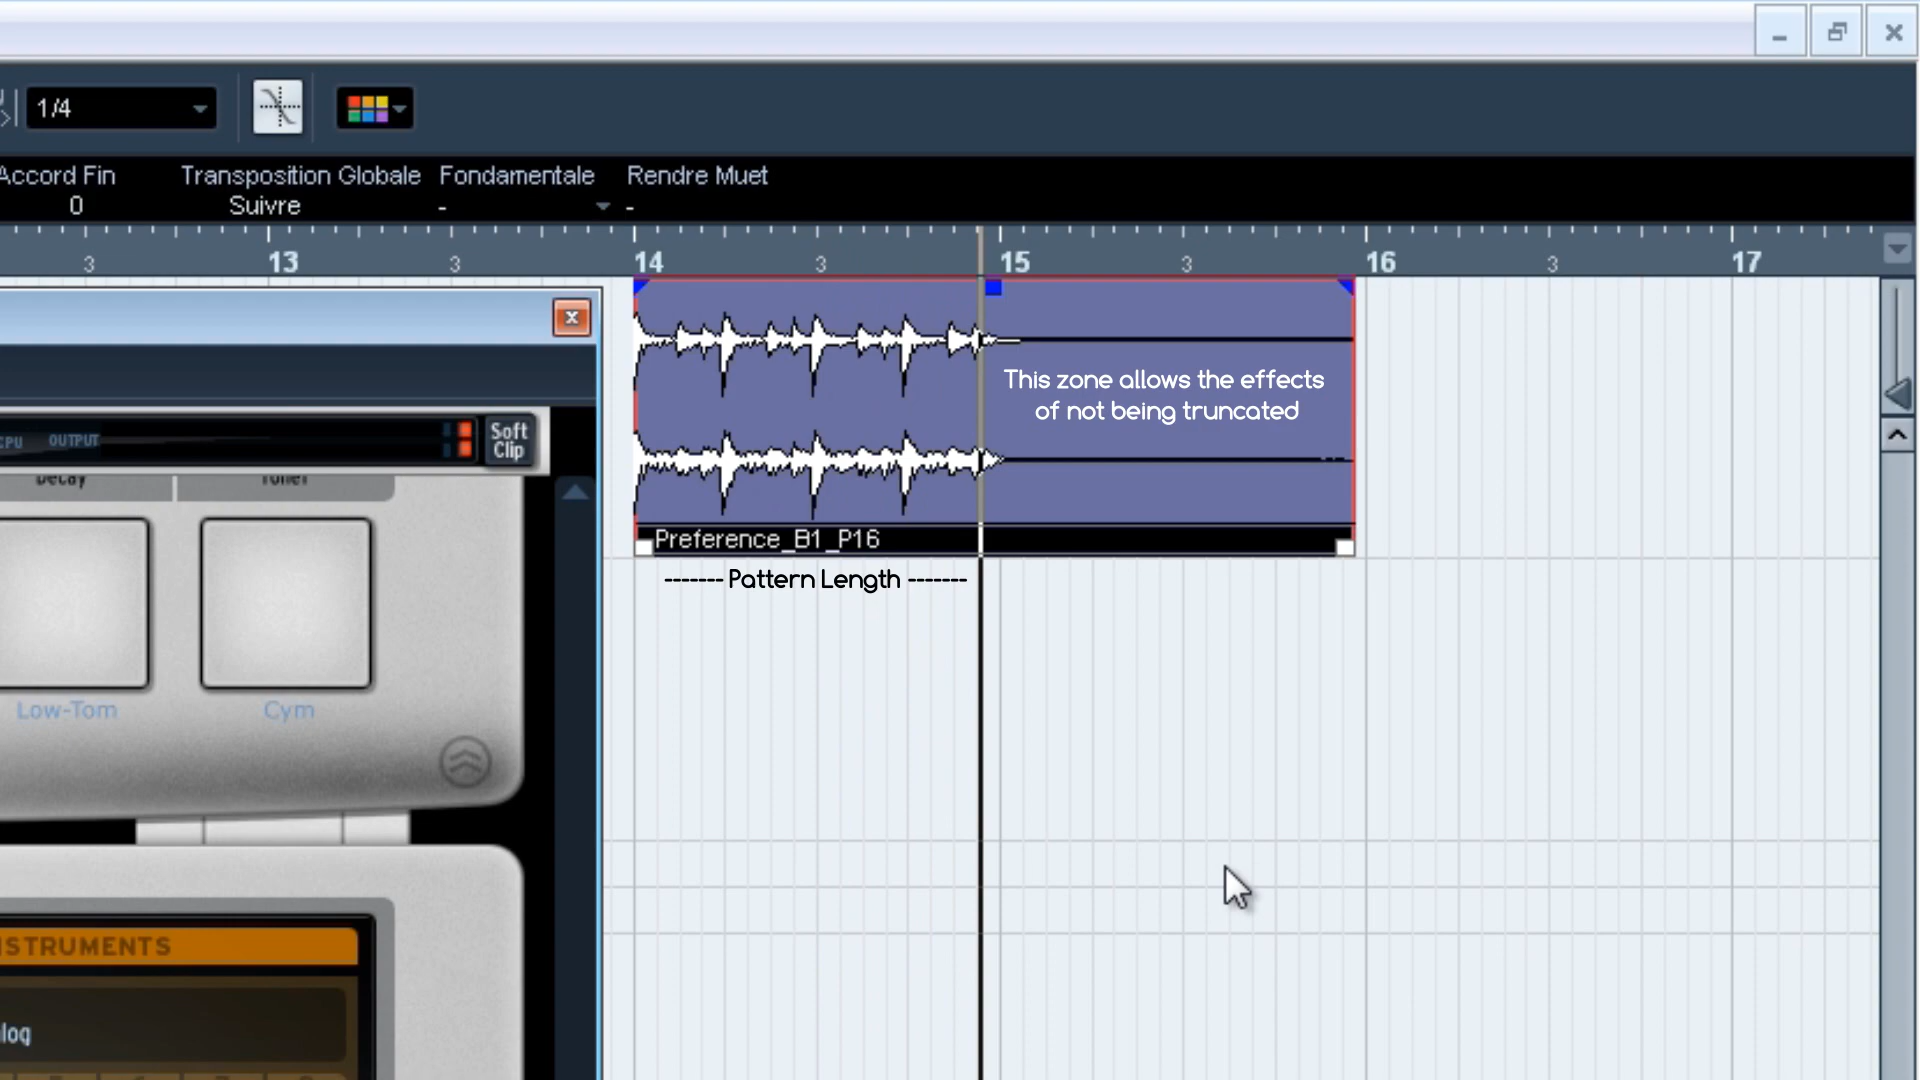 1/4
Accord Fin Transposition Globale Fondamentale Rendre Muet
0 Suivre - -
3 13 3 14 3 15 3 16 3 17
This zone allows the effects
of not being truncated
CPU OUTPUT
Soft
Clip
Decay
Preference_B1_P16
------- Pattern Length -------
Low-Tom Cym
NSTRUMENTS
log